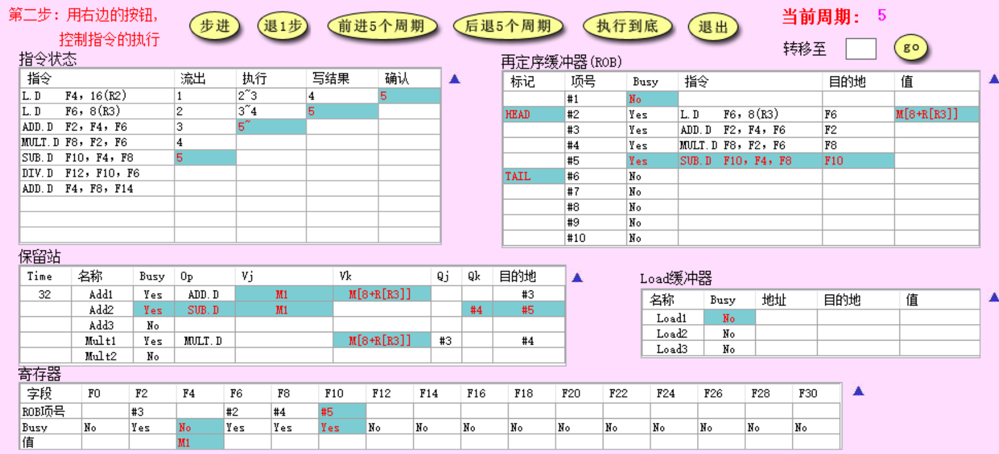 第二步: 用右边的按钮,
控制指令的执行
步进 退1步 前进5个周期 后退5个周期 执行到底 退出
当前周期: 5
转移至 go
指令状态
指令 流出 执行 写结果 确认
L.D F4, 16(R2) 1 2~3 4 5
L.D F6, 8(R3) 2 3~4 5
ADD.D F2, F4, F6 3 5~
MULT.D F8, F2, F6 4
SUB.D F10, F4, F8 5
DIV.D F12, F10, F6
ADD.D F4, F8, F14
再定序缓冲器(ROB)
标记 项号 Busy 指令 目的地 值
#1 No
HEAD #2 Yes L.D F6, 8(R3) F6 M[8+R[R3]]
#3 Yes ADD.D F2, F4, F6 F2
#4 Yes MULT.D F8, F2, F6 F8
#5 Yes SUB.D F10, F4, F8 F10
TAIL #6 No
#7 No
#8 No
#9 No
#10 No
保留站
Time 名称 Busy Op Vj Vk Qj Qk 目的地
32 Add1 Yes ADD.D M1 M[8+R[R3]] #3
Add2 Yes SUB.D M1 #4 #5
Add3 No
Mult1 Yes MULT.D M[8+R[R3]] #3 #4
Mult2 No
Load缓冲器
名称 Busy 地址 目的地 值
Load1 No
Load2 No
Load3 No
寄存器
字段 F0 F2 F4 F6 F8 F10 F12 F14 F16 F18 F20 F22 F24 F26 F28 F30
ROB项号 #3 #2 #4 #5
Busy No Yes No Yes Yes Yes No No No No No No No No No No
值 M1